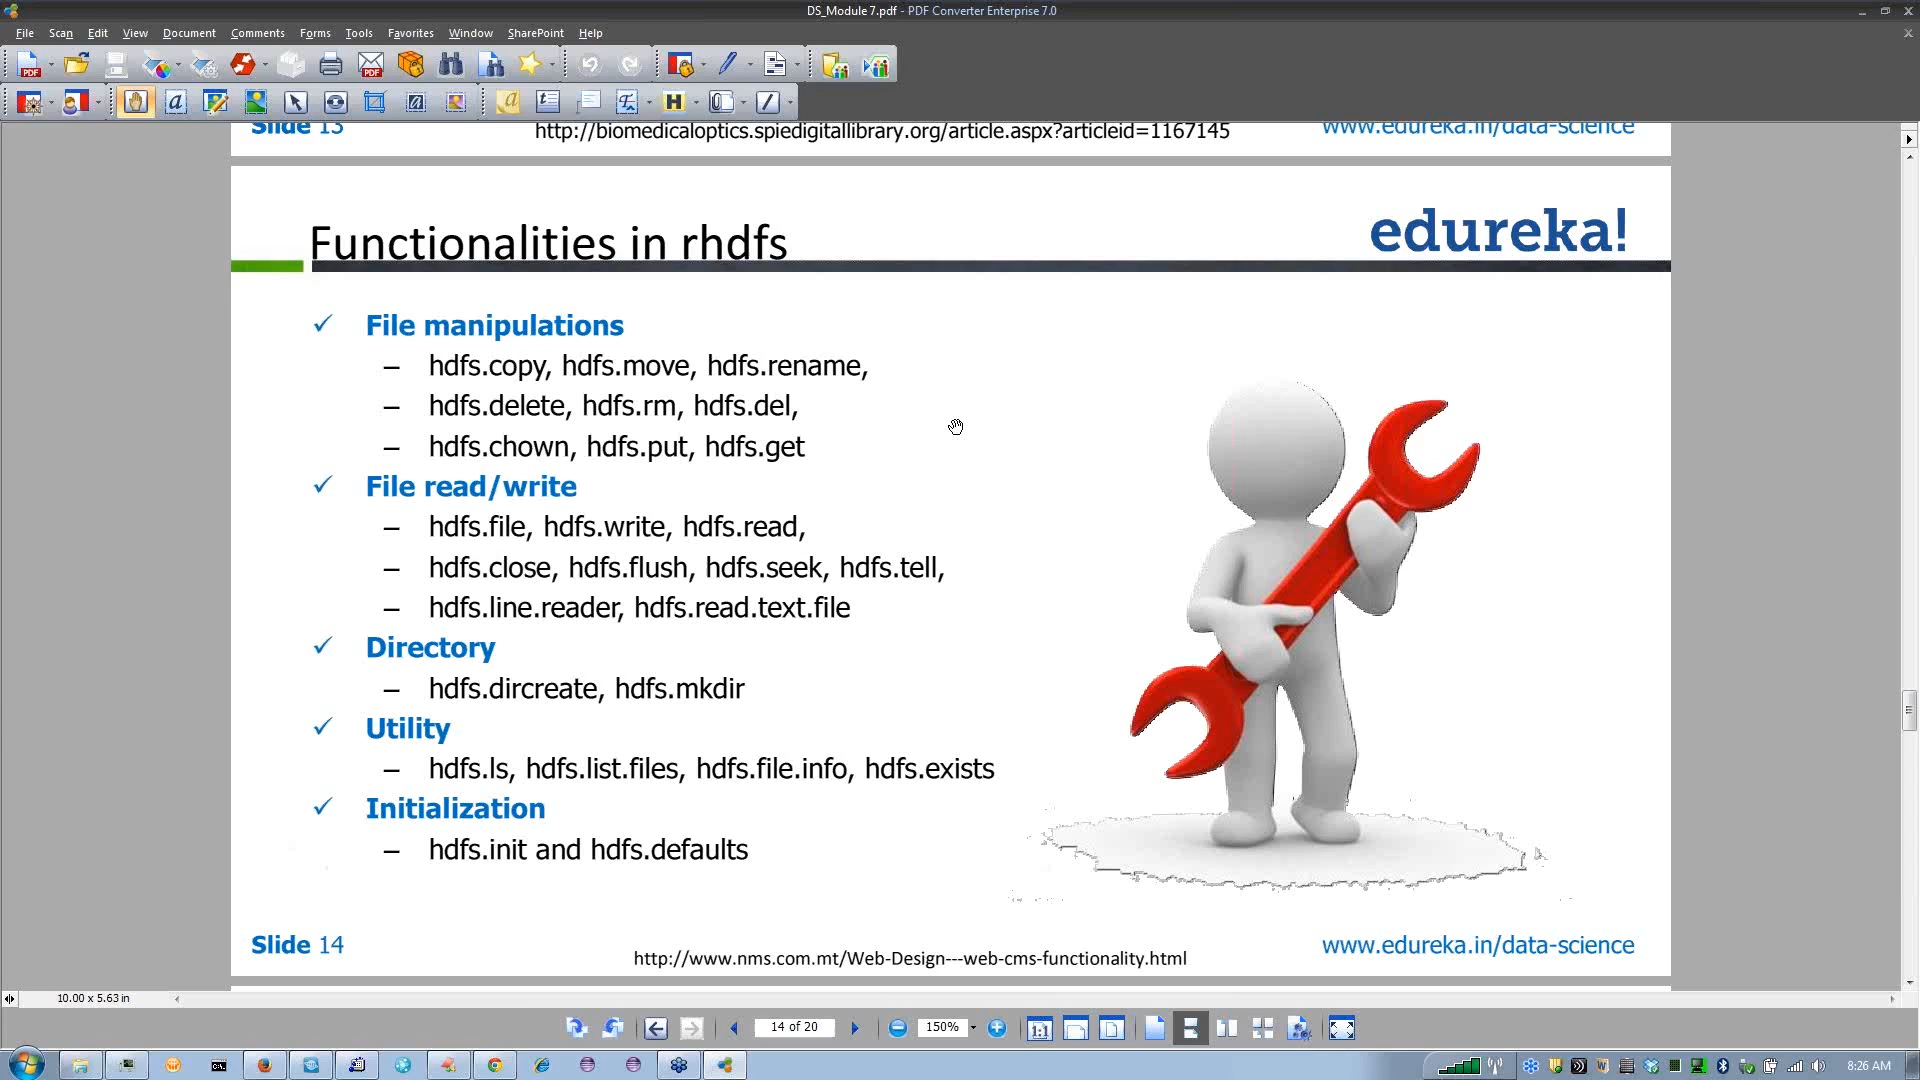 DS_Module 7.pdf - PDF Converter Enterprise 7.0
File Scan Edit View Document Comments Forms Tools Favorites Window SharePoint Help
Slide 13 http://biomedicaloptics.spiedigitallibrary.org/article.aspx?articleid=1167145 www.edureka.in/data-science
Functionalities in rhdfs
edureka!
✓ File manipulations
– hdfs.copy, hdfs.move, hdfs.rename,
– hdfs.delete, hdfs.rm, hdfs.del,
– hdfs.chown, hdfs.put, hdfs.get
✓ File read/write
– hdfs.file, hdfs.write, hdfs.read,
– hdfs.close, hdfs.flush, hdfs.seek, hdfs.tell,
– hdfs.line.reader, hdfs.read.text.file
✓ Directory
– hdfs.dircreate, hdfs.mkdir
✓ Utility
– hdfs.ls, hdfs.list.files, hdfs.file.info, hdfs.exists
✓ Initialization
– hdfs.init and hdfs.defaults
Slide 14 http://www.nms.com.mt/Web-Design---web-cms-functionality.html www.edureka.in/data-science
10.00 x 5.63 in
14 of 20 150%
8:26 AM